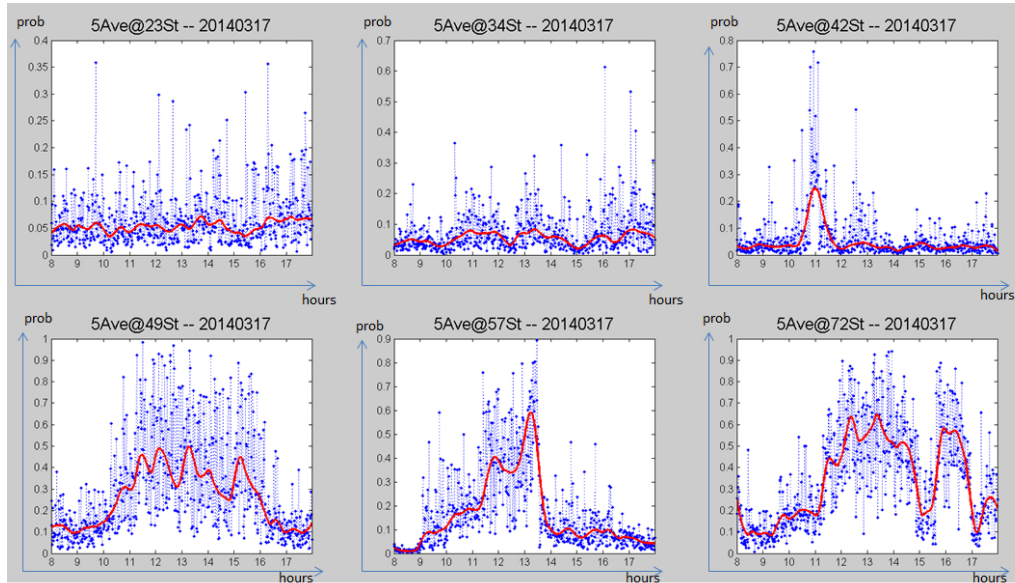 prob
5Ave@23St -- 20140317
0.4
0.35
0.3
0.25
0.2
0.15
0.1
0.05
0
8 9 10 11 12 13 14 15 16 17
hours
prob
5Ave@34St -- 20140317
0.7
0.6
0.5
0.4
0.3
0.2
0.1
0
8 9 10 11 12 13 14 15 16 17
hours
prob
5Ave@42St -- 20140317
0.8
0.7
0.6
0.5
0.4
0.3
0.2
0.1
0
8 9 10 11 12 13 14 15 16 17
hours
prob
5Ave@49St -- 20140317
1
0.9
0.8
0.7
0.6
0.5
0.4
0.3
0.2
0.1
0
8 9 10 11 12 13 14 15 16 17
hours
prob
5Ave@57St -- 20140317
0.9
0.8
0.7
0.6
0.5
0.4
0.3
0.2
0.1
0
8 9 10 11 12 13 14 15 16 17
hours
prob
5Ave@72St -- 20140317
1
0.9
0.8
0.7
0.6
0.5
0.4
0.3
0.2
0.1
0
8 9 10 11 12 13 14 15 16 17
hours